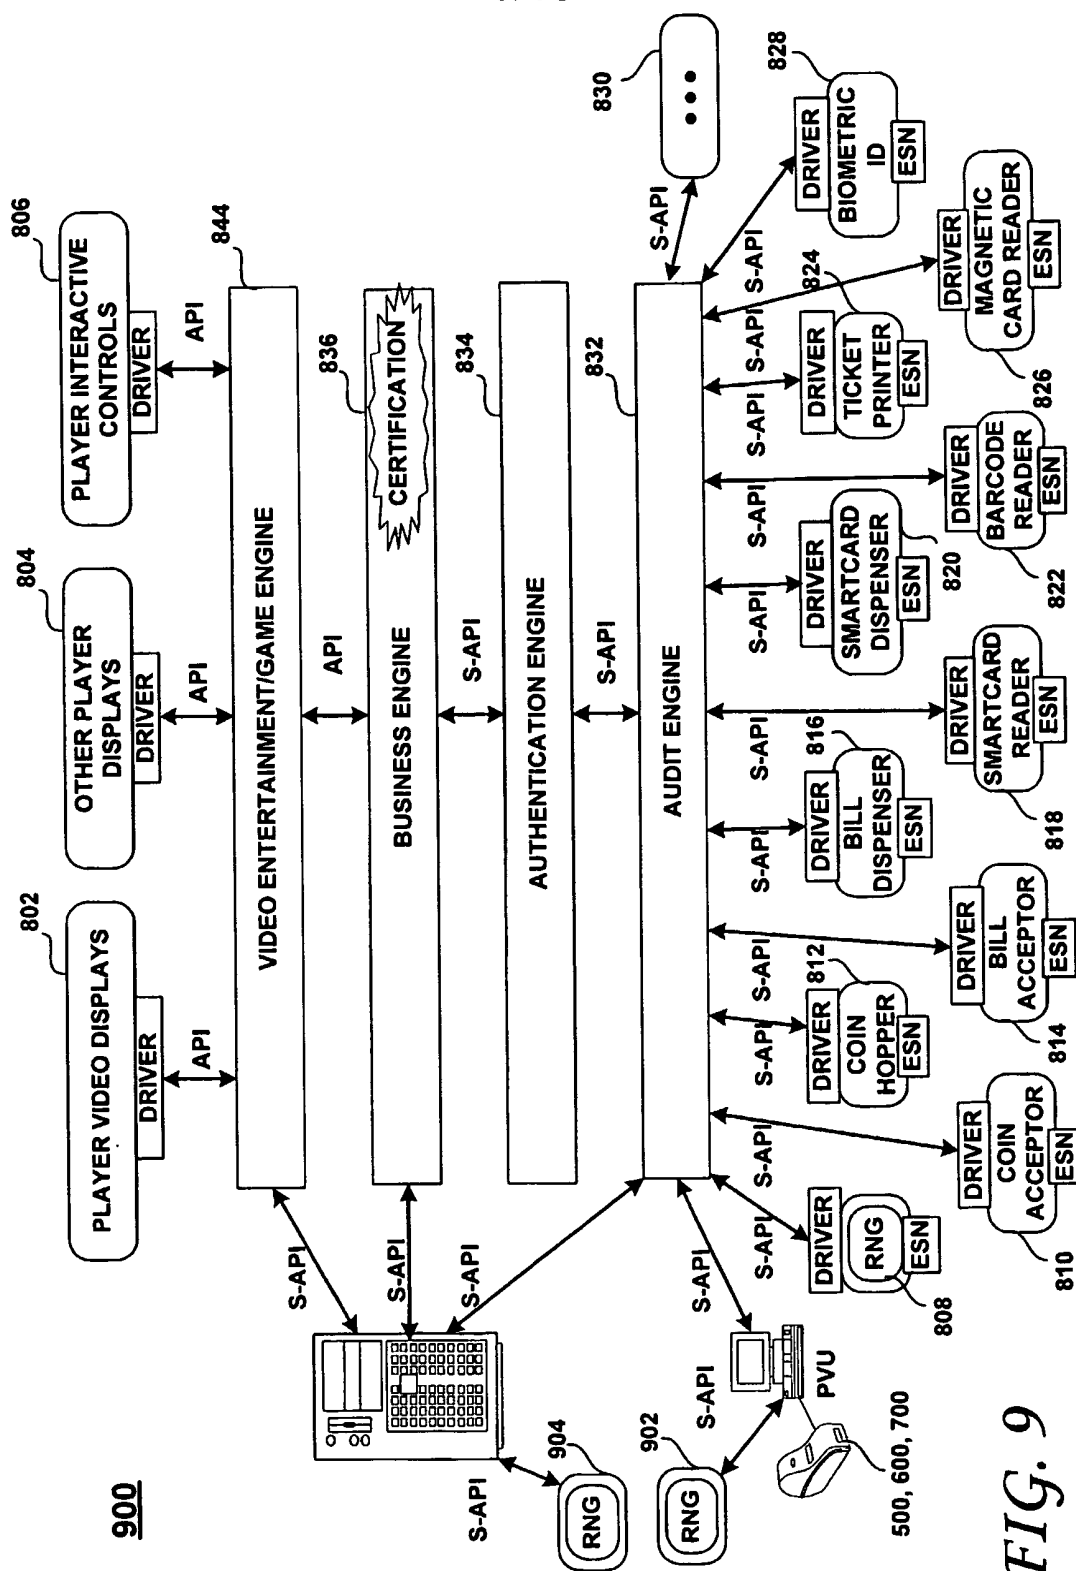 900
802
PLAYER VIDEO DISPLAYS
DRIVER
API
804
OTHER PLAYER
DISPLAYS
DRIVER
API
806
PLAYER INTERACTIVE
CONTROLS
DRIVER
API
844
VIDEO ENTERTAINMENT/GAME ENGINE
API
836
BUSINESS ENGINE
CERTIFICATION
S-API
834
AUTHENTICATION ENGINE
S-API
832
AUDIT ENGINE
S-API
S-API
S-API
S-API
904
RNG
902
RNG
S-API
S-API
PVU
500, 600, 700
S-API
DRIVER
RNG
ESN
808
S-API
DRIVER
COIN
ACCEPTOR
ESN
810
S-API
812
DRIVER
COIN
HOPPER
ESN
S-API
DRIVER
BILL
ACCEPTOR
ESN
814
S-API
816
DRIVER
BILL
DISPENSER
ESN
S-API
DRIVER
SMARTCARD
READER
ESN
818
S-API
DRIVER
SMARTCARD
DISPENSER
ESN
820
S-API
DRIVER
BARCODE
READER
ESN
822
S-API
824
DRIVER
TICKET
PRINTER
ESN
S-API
DRIVER
MAGNETIC
CARD READER
ESN
826
S-API
828
DRIVER
BIOMETRIC
ID
ESN
S-API
830
•••
FIG. 9